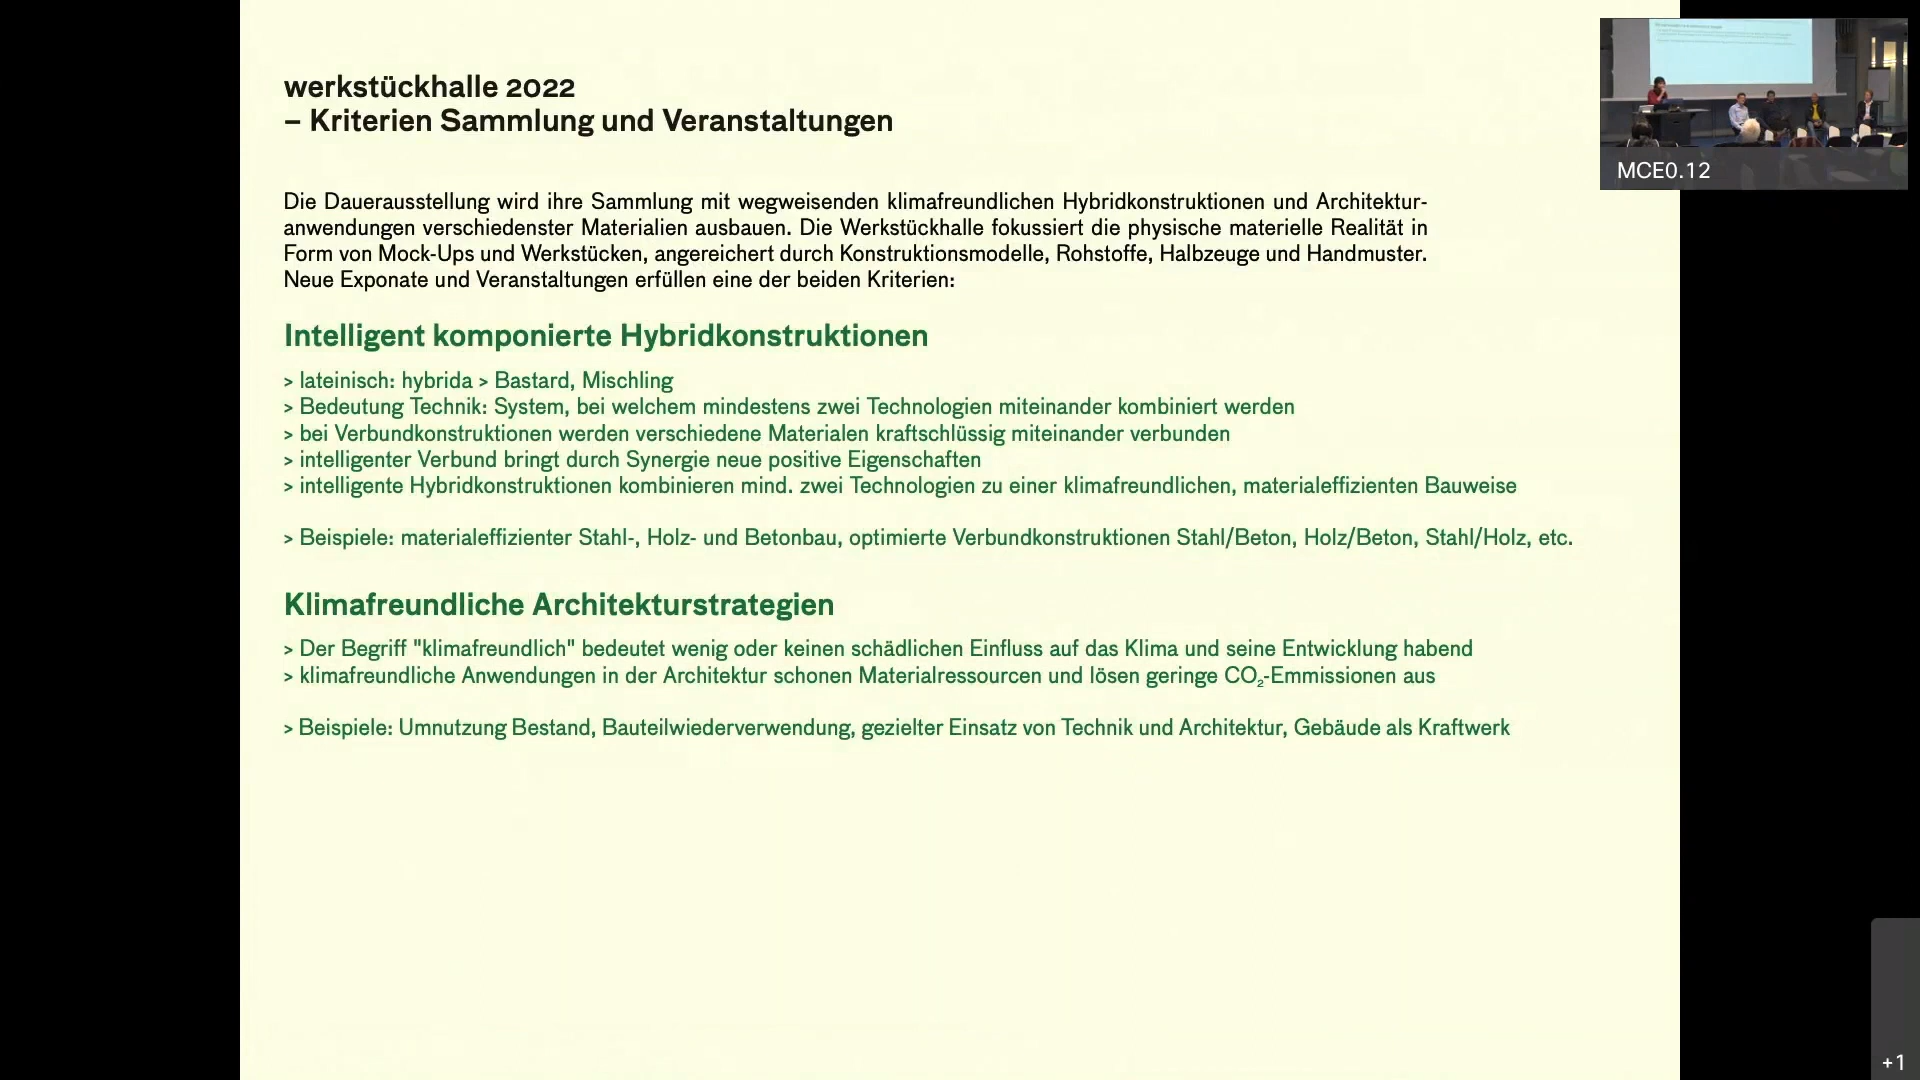 werkstückhalle 2022
– Kriterien Sammlung und Veranstaltungen
Die Dauerausstellung wird ihre Sammlung mit wegweisenden klimafreundlichen Hybridkonstruktionen und Architektur-
anwendungen verschiedenster Materialien ausbauen. Die Werkstückhalle fokussiert die physische materielle Realität in
Form von Mock-Ups und Werkstücken, angereichert durch Konstruktionsmodelle, Rohstoffe, Halbzeuge und Handmuster.
Neue Exponate und Veranstaltungen erfüllen eine der beiden Kriterien:
Intelligent komponierte Hybridkonstruktionen
> lateinisch: hybrida > Bastard, Mischling
> Bedeutung Technik: System, bei welchem mindestens zwei Technologien miteinander kombiniert werden
> bei Verbundkonstruktionen werden verschiedene Materialen kraftschlüssig miteinander verbunden
> intelligenter Verbund bringt durch Synergie neue positive Eigenschaften
> intelligente Hybridkonstruktionen kombinieren mind. zwei Technologien zu einer klimafreundlichen, materialeffizienten Bauweise
> Beispiele: materialeffizienter Stahl-, Holz- und Betonbau, optimierte Verbundkonstruktionen Stahl/Beton, Holz/Beton, Stahl/Holz, etc.
Klimafreundliche Architekturstrategien
> Der Begriff "klimafreundlich" bedeutet wenig oder keinen schädlichen Einfluss auf das Klima und seine Entwicklung habend
> klimafreundliche Anwendungen in der Architektur schonen Materialressourcen und lösen geringe CO₂-Emmissionen aus
> Beispiele: Umnutzung Bestand, Bauteilwiederverwendung, gezielter Einsatz von Technik und Architektur, Gebäude als Kraftwerk
MCE0.12
+1